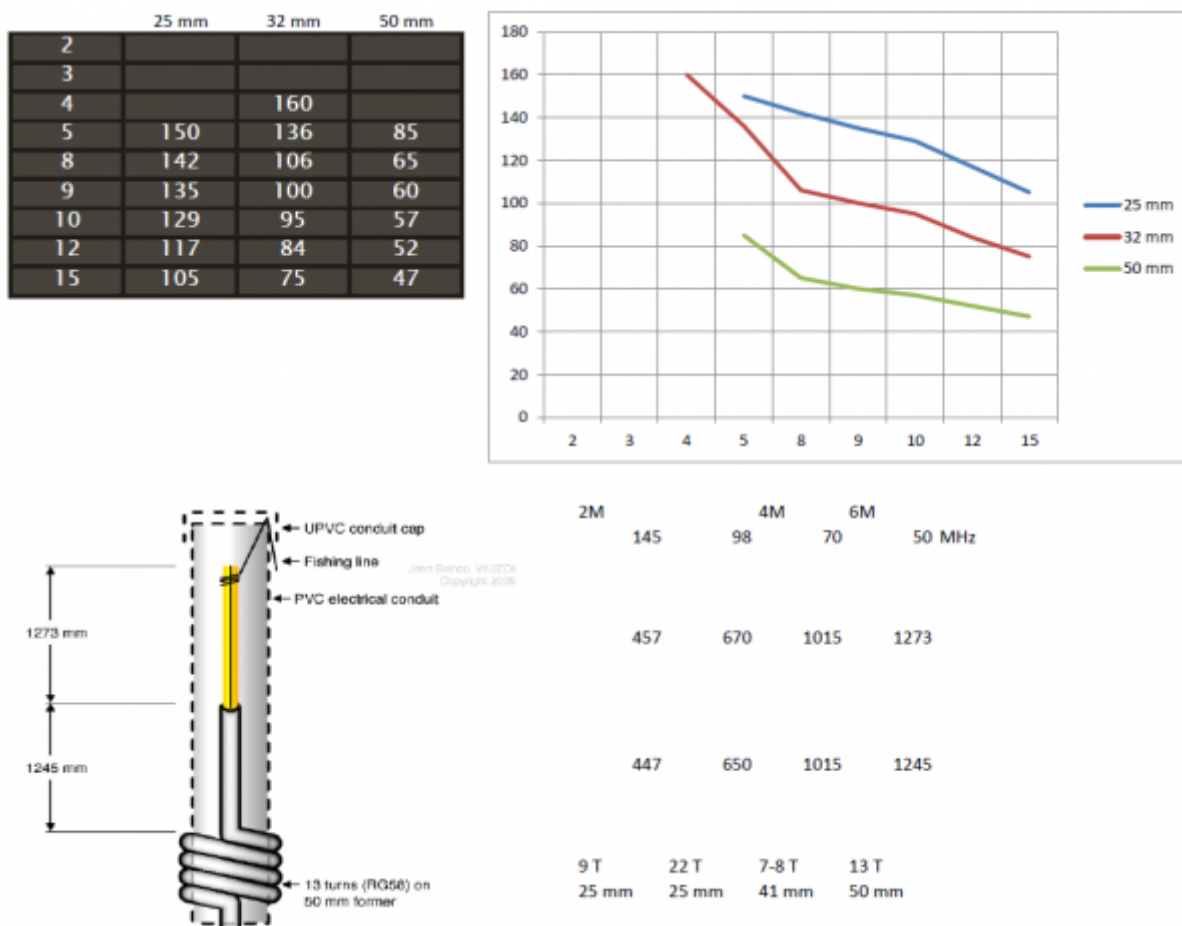 25 mm 32 mm 50 mm
2
3
4 160
5 150 136 85
8 142 106 65
9 135 100 60
10 129 95 57
12 117 84 52
15 105 75 47
180
160
140
120
100
80
60
40
20
0
2 3 4 5 8 9 10 12 15
25 mm
32 mm
50 mm
UPVC conduit cap
Fishing line
PVC electrical conduit
Copyright
1273 mm
1245 mm
13 turns (RG58) on
50 mm former
2M 4M 6M
145 98 70 50 MHz
457 670 1015 1273
447 650 1015 1245
9 T 22 T 7-8 T 13 T
25 mm 25 mm 41 mm 50 mm